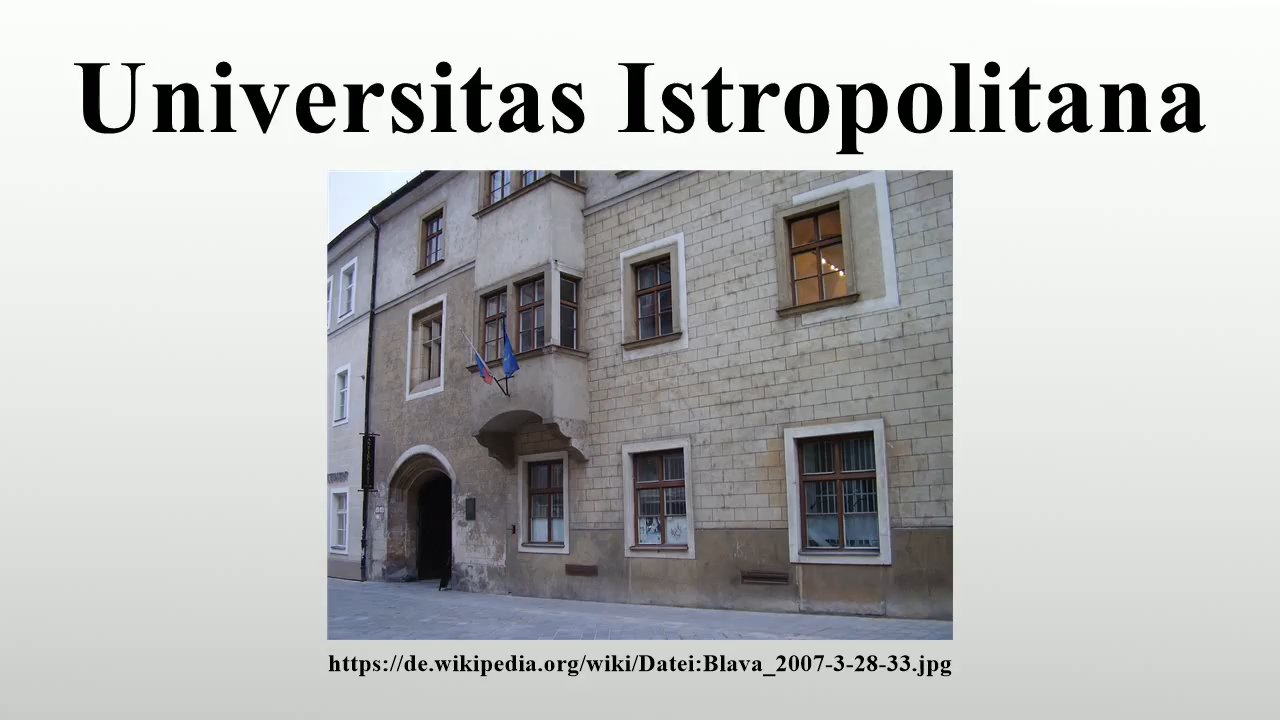 Universitas Istropolitana
https://de.wikipedia.org/wiki/Datei:Blava_2007-3-28-33.jpg